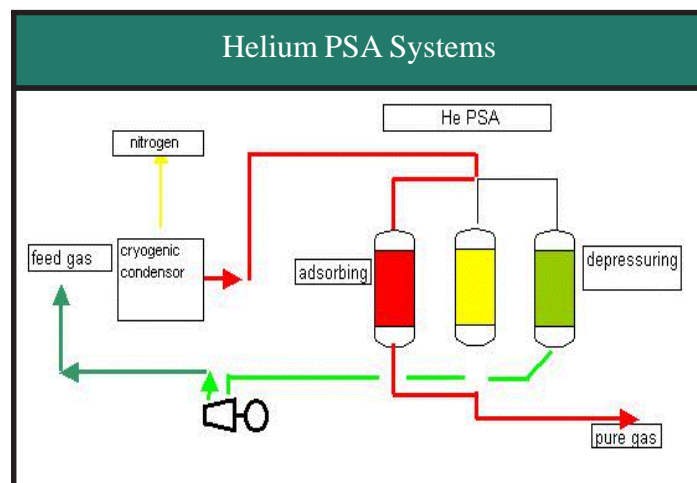 Helium PSA Systems
He PSA
nitrogen
feed gas
cryogenic
condensor
adsorbing
depressuring
pure gas